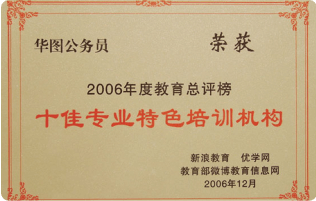 华图公务员 荣获
2006年度教育总评榜
十佳专业特色培训机构
新浪教育 优学网
教育部微博教育信息网
2006年12月